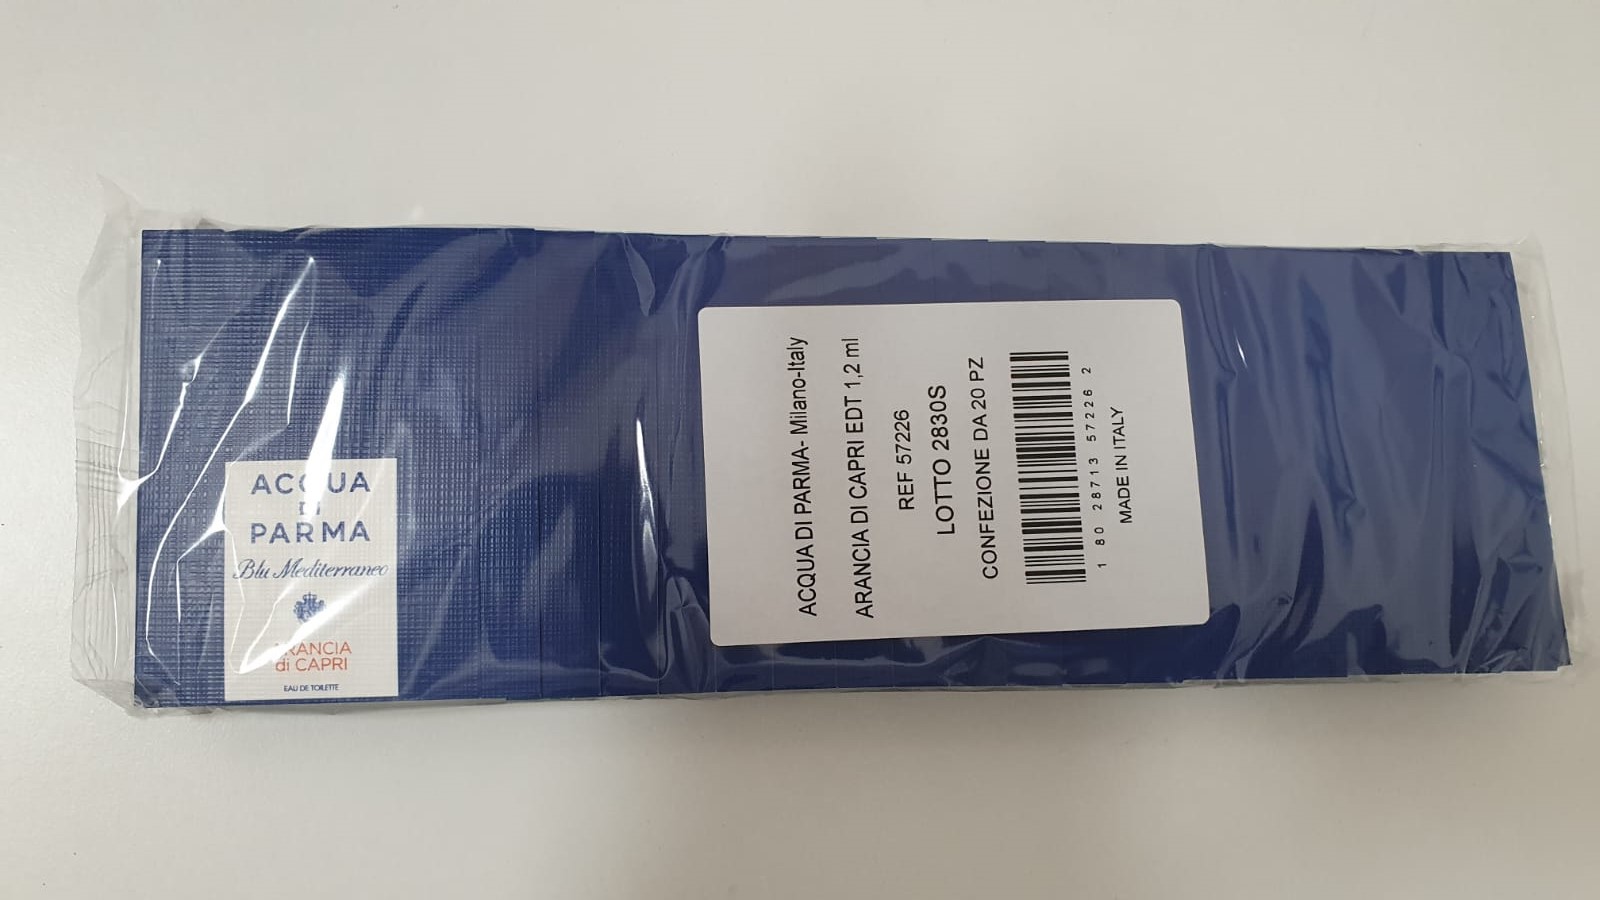 ACQUA
DI
PARMA
Blu Mediterraneo
ARANCIA
di CAPRI
EAU DE TOILETTE
ACQUA DI PARMA- Milano-Italy
ARANCIA DI CAPRI EDT 1,2 ml
REF 57226
LOTTO 2830S
CONFEZIONE DA 20 PZ
1 80 28713 57226 2
MADE IN ITALY